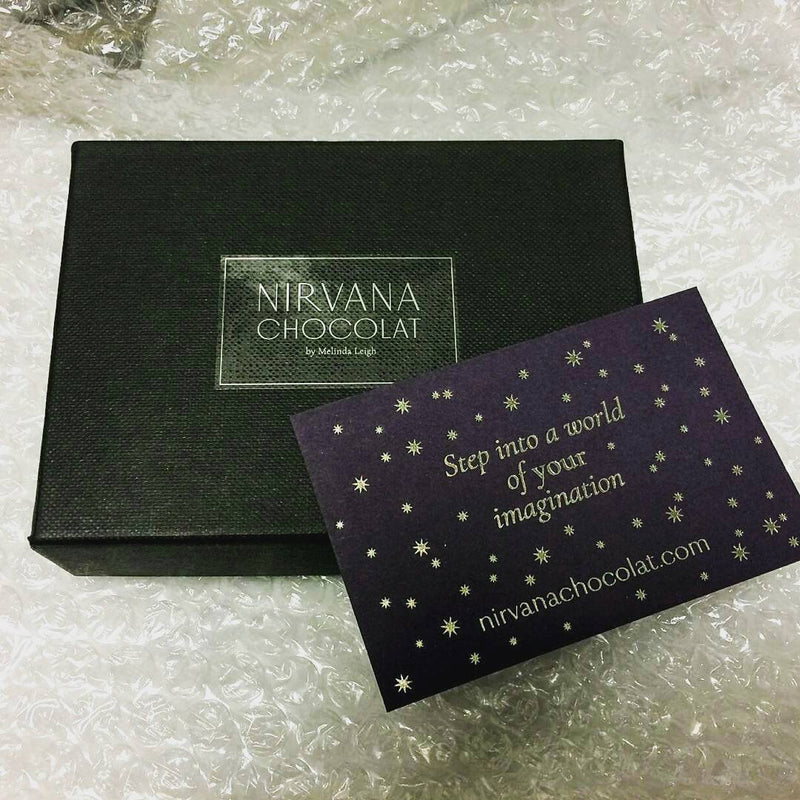 NIRVANA
CHOCOLAT
by Melinda Leigh
Step into a world
of your
imagination
nirvanachocolat.com